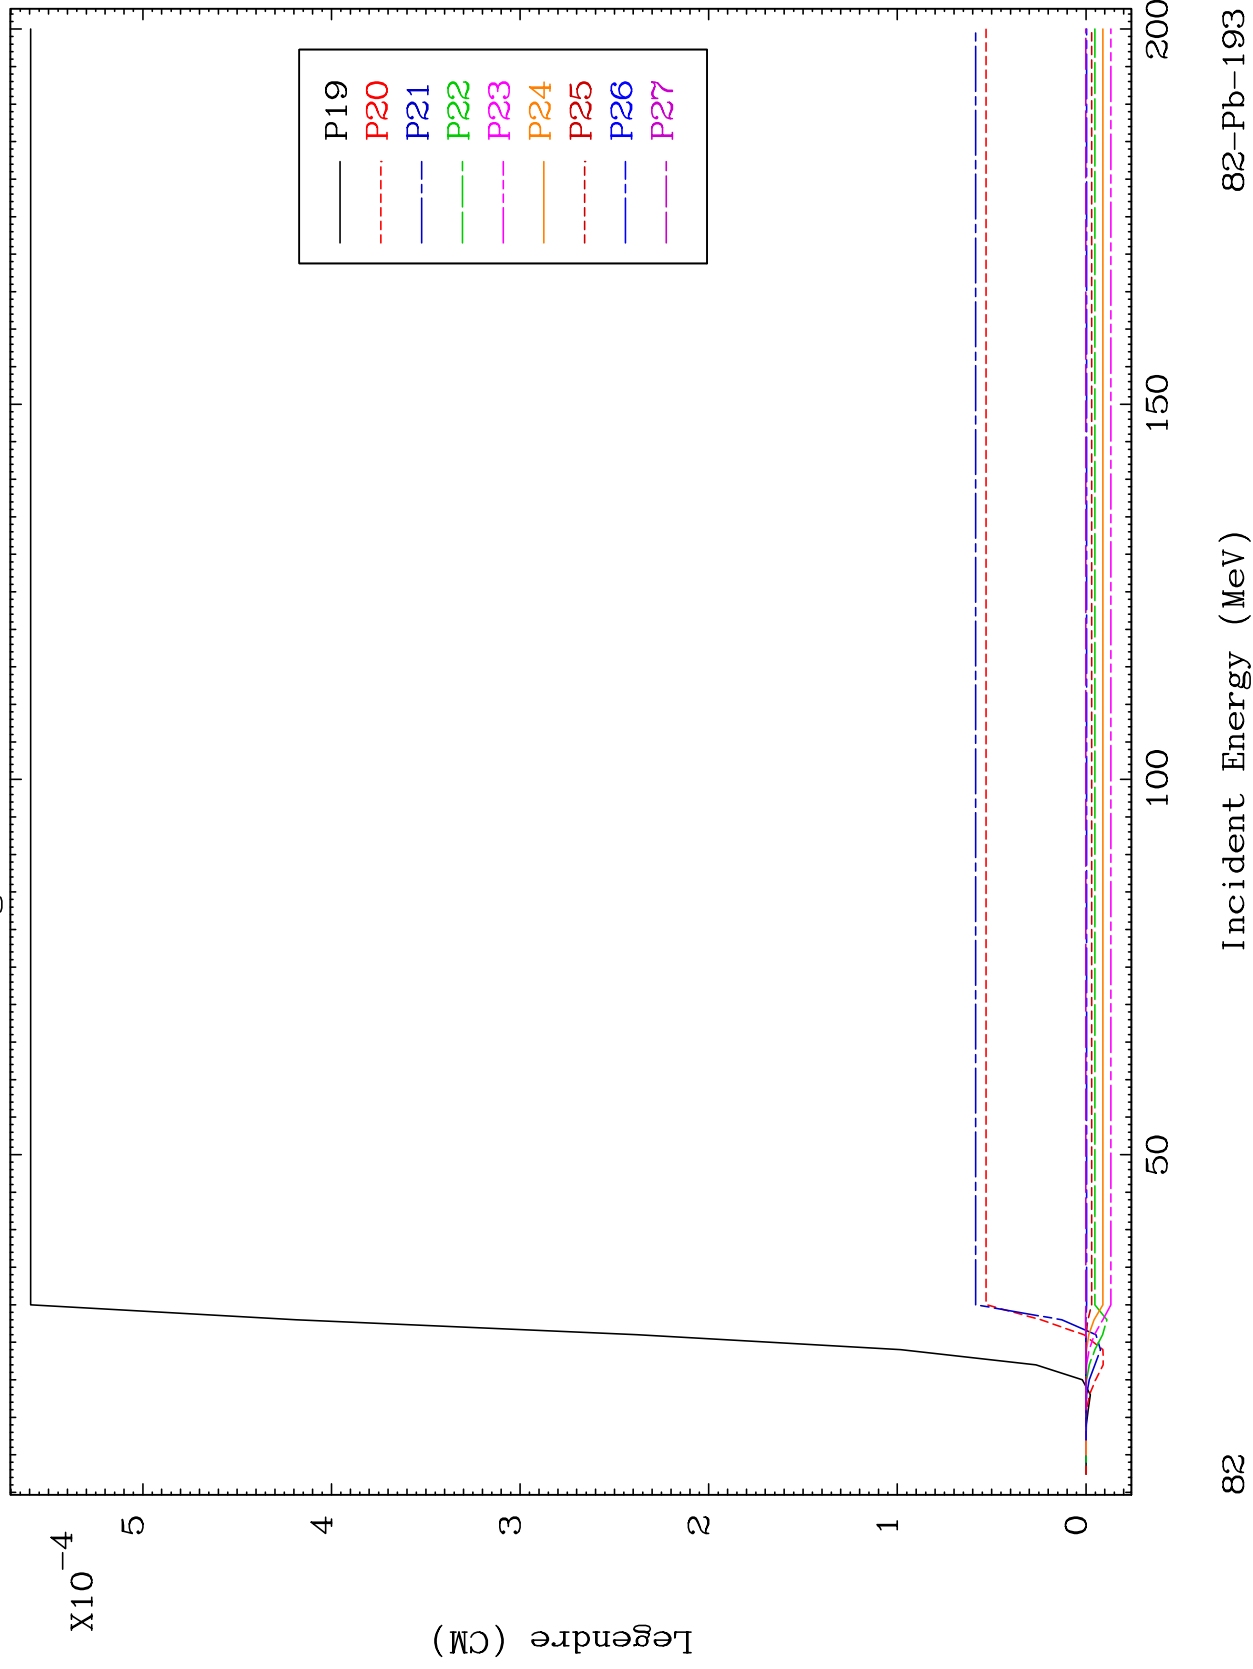 X10-4
Legendre (CM)
5
4
3
2
1
0
P19
P20
P21
P22
P23
P24
P25
P26
P27
50
100
150
200
Incident Energy (MeV)
82
82-Pb-193